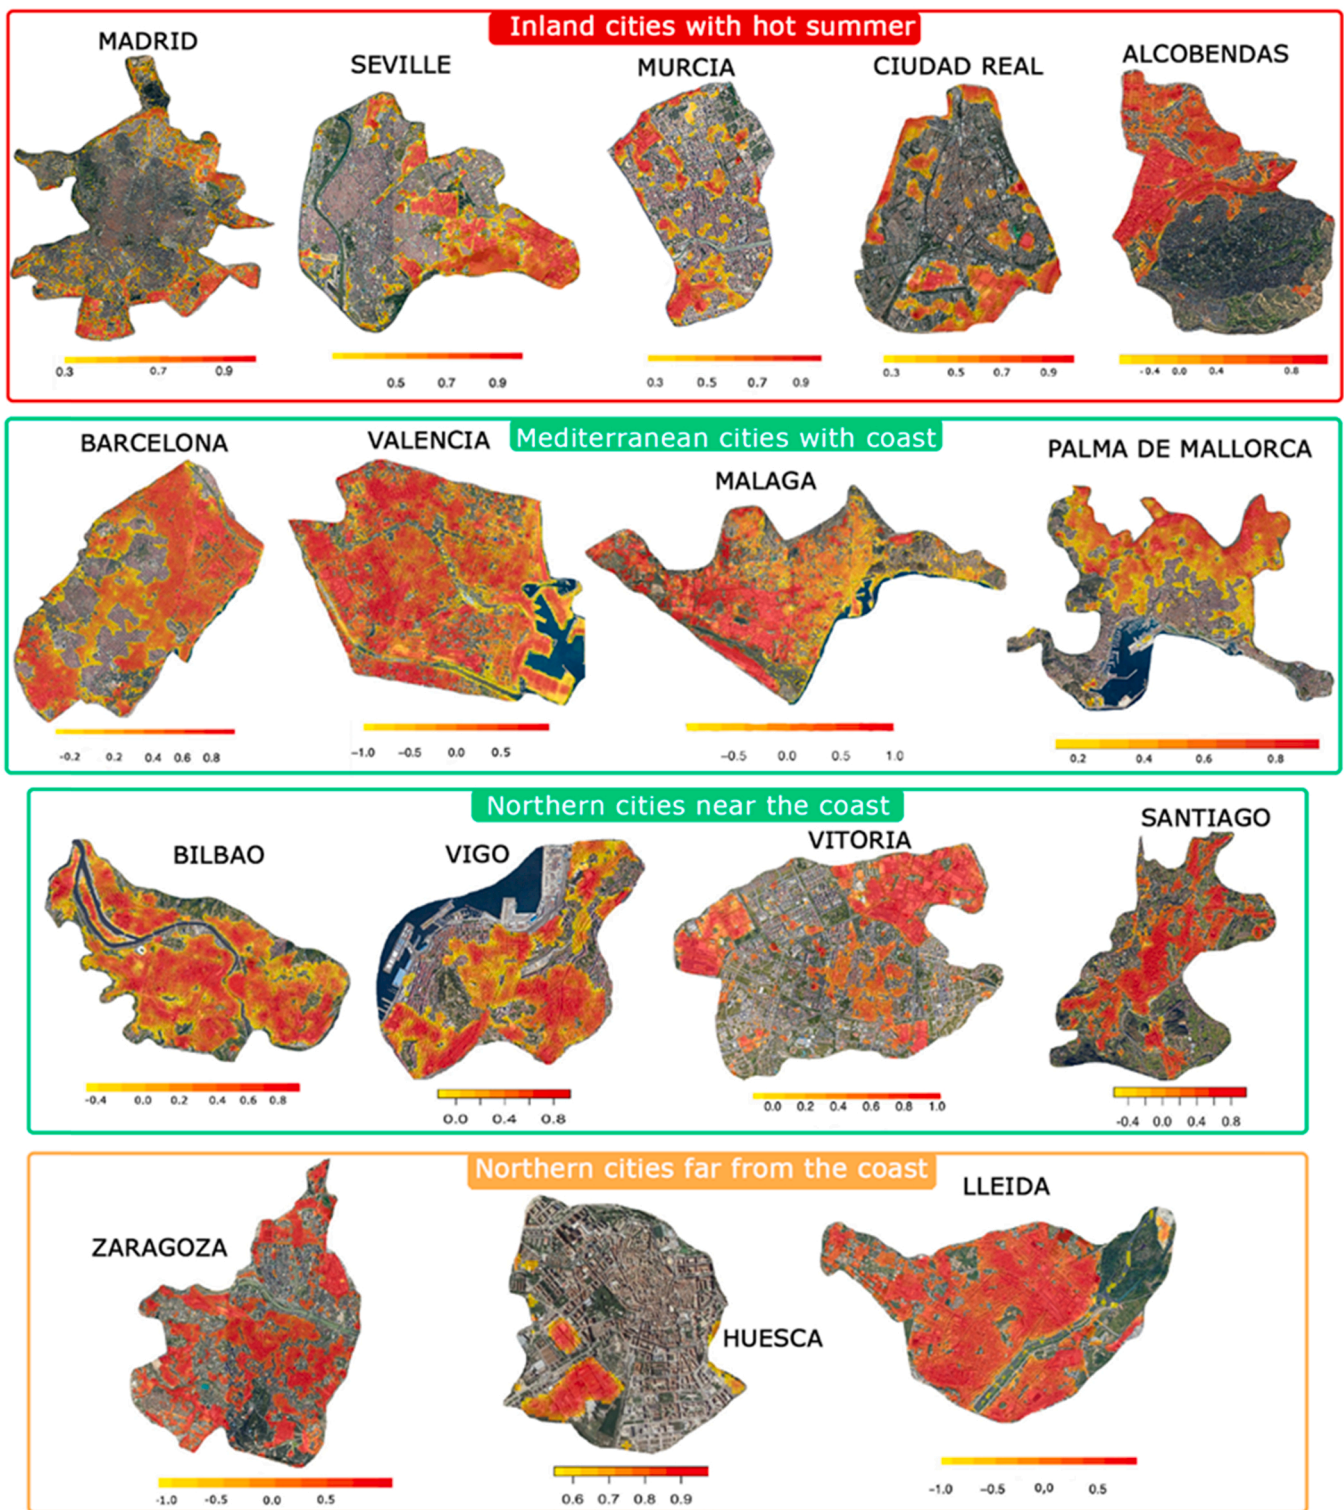 Inland cities with hot summer
MADRID
SEVILLE
MURCIA
CIUDAD REAL
ALCOBENDAS
0.3 0.7 0.9
0.5 0.7 0.9
0.3 0.5 0.7 0.9
0.3 0.5 0.7 0.9
-0.4 0.0 0.4 0.8
Mediterranean cities with coast
BARCELONA
VALENCIA
MALAGA
PALMA DE MALLORCA
-0.2 0.2 0.4 0.6 0.8
-1.0 -0.5 0.0 0.5
-0.5 0.0 0.5 1.0
0.2 0.4 0.6 0.8
Northern cities near the coast
BILBAO
VIGO
VITORIA
SANTIAGO
-0.4 0.0 0.2 0.4 0.6 0.8
0.0 0.4 0.8
0.0 0.2 0.4 0.6 0.8 1.0
-0.4 0.0 0.4 0.8
Northern cities far from the coast
ZARAGOZA
HUESCA
LLEIDA
-1.0 -0.5 0.0 0.5
0.6 0.7 0.8 0.9
-1.0 -0.5 0,0 0.5